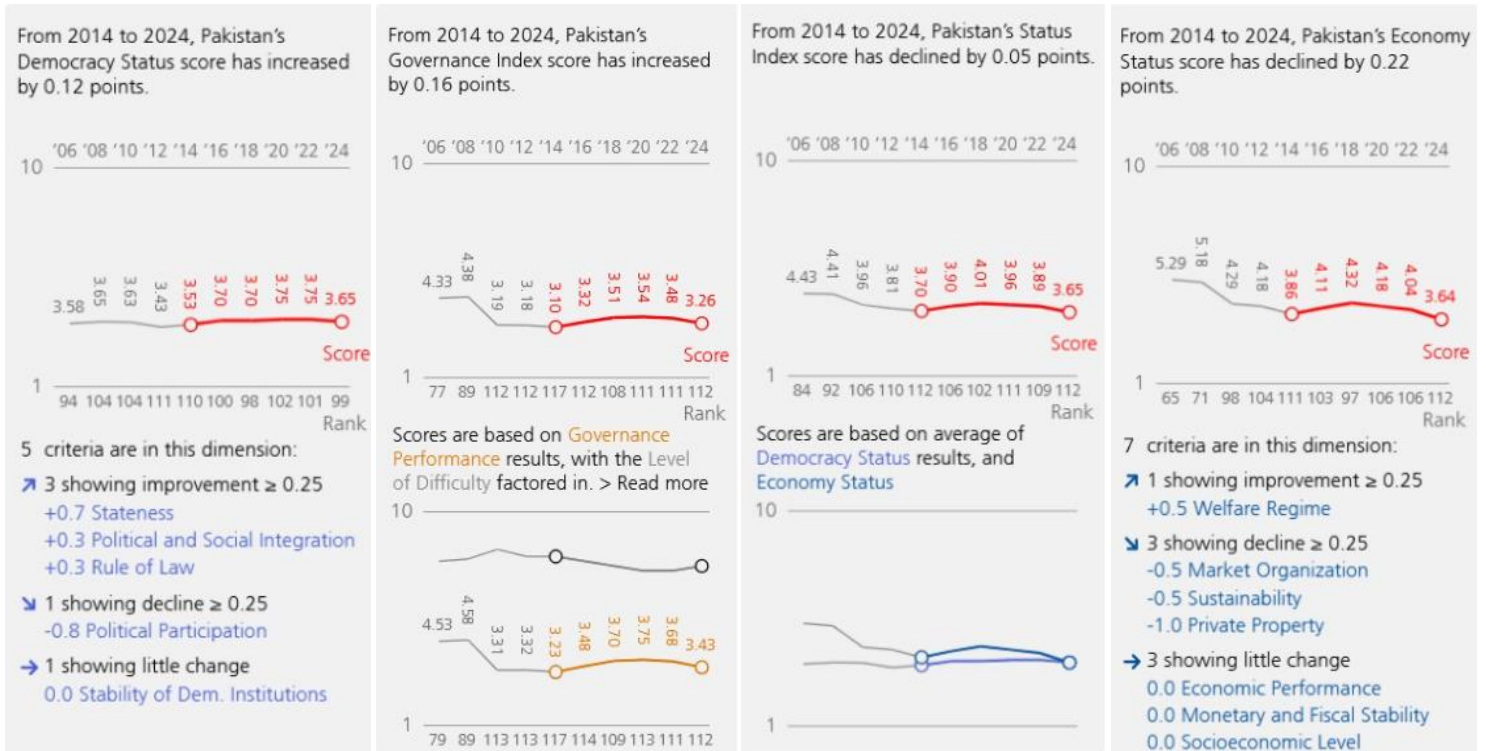 From 2014 to 2024, Pakistan's
Democracy Status score has increased
by 0.12 points.
'06 '08 '10 '12 '14 '16 '18 '20 '22 '24
10
3.58 3.65 3.63 3.43 3.53 3.70 3.70 3.75 3.75 3.65
Score
1
94 104 104 111 110 100 98 102 101 99
Rank
5 criteria are in this dimension:
↗ 3 showing improvement ≥ 0.25
+0.7 Stateness
+0.3 Political and Social Integration
+0.3 Rule of Law
↘ 1 showing decline ≥ 0.25
-0.8 Political Participation
→ 1 showing little change
0.0 Stability of Dem. Institutions
From 2014 to 2024, Pakistan's
Governance Index score has increased
by 0.16 points.
'06 '08 '10 '12 '14 '16 '18 '20 '22 '24
10
4.33 4.38 3.19 3.18 3.10 3.32 3.51 3.54 3.48 3.26
Score
1
77 89 112 112 117 112 108 111 111 112
Rank
Scores are based on Governance
Performance results, with the Level
of Difficulty factored in. > Read more
10
4.53 4.58 3.31 3.32 3.23 3.48 3.70 3.75 3.68 3.43
1
79 89 113 113 117 114 109 113 111 112
From 2014 to 2024, Pakistan's Status
Index score has declined by 0.05 points.
'06 '08 '10 '12 '14 '16 '18 '20 '22 '24
10
4.43 4.41 3.96 3.81 3.70 3.90 4.01 3.96 3.89 3.65
Score
1
84 92 106 110 112 106 102 111 109 112
Rank
Scores are based on average of
Democracy Status results, and
Economy Status
10
1
From 2014 to 2024, Pakistan's Economy
Status score has declined by 0.22
points.
'06 '08 '10 '12 '14 '16 '18 '20 '22 '24
10
5.29 5.18 4.29 4.18 3.86 4.11 4.32 4.18 4.04 3.64
Score
1
65 71 98 104 111 103 97 106 106 112
Rank
7 criteria are in this dimension:
↗ 1 showing improvement ≥ 0.25
+0.5 Welfare Regime
↘ 3 showing decline ≥ 0.25
-0.5 Market Organization
-0.5 Sustainability
-1.0 Private Property
→ 3 showing little change
0.0 Economic Performance
0.0 Monetary and Fiscal Stability
0.0 Socioeconomic Level